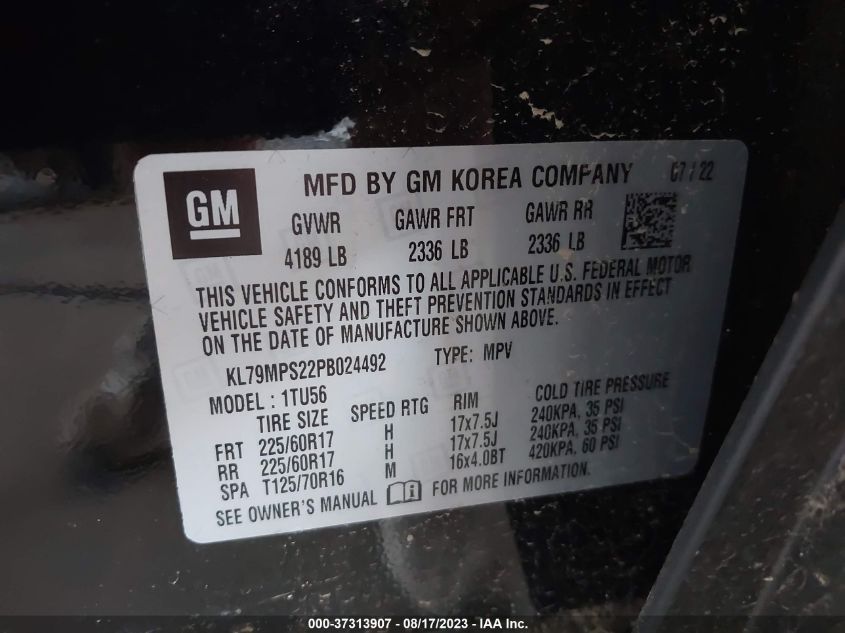 GM
MFD BY GM KOREA COMPANY 07/22
GVWR GAWR FRT GAWR RR
4189 LB 2336 LB 2336 LB
THIS VEHICLE CONFORMS TO ALL APPLICABLE U.S. FEDERAL MOTOR
VEHICLE SAFETY AND THEFT PREVENTION STANDARDS IN EFFECT
ON THE DATE OF MANUFACTURE SHOWN ABOVE.
KL79MPS22PB024492 TYPE: MPV
MODEL: 1TU56
TIRE SIZE SPEED RTG RIM COLD TIRE PRESSURE
FRT 225/60R17 H 17x7.5J 240KPA, 35 PSI
RR 225/60R17 H 17x7.5J 240KPA, 35 PSI
SPA T125/70R16 M 16x4.0BT 420KPA, 60 PSI
SEE OWNER'S MANUAL FOR MORE INFORMATION.
000-37313907 - 08/17/2023 - IAA Inc.